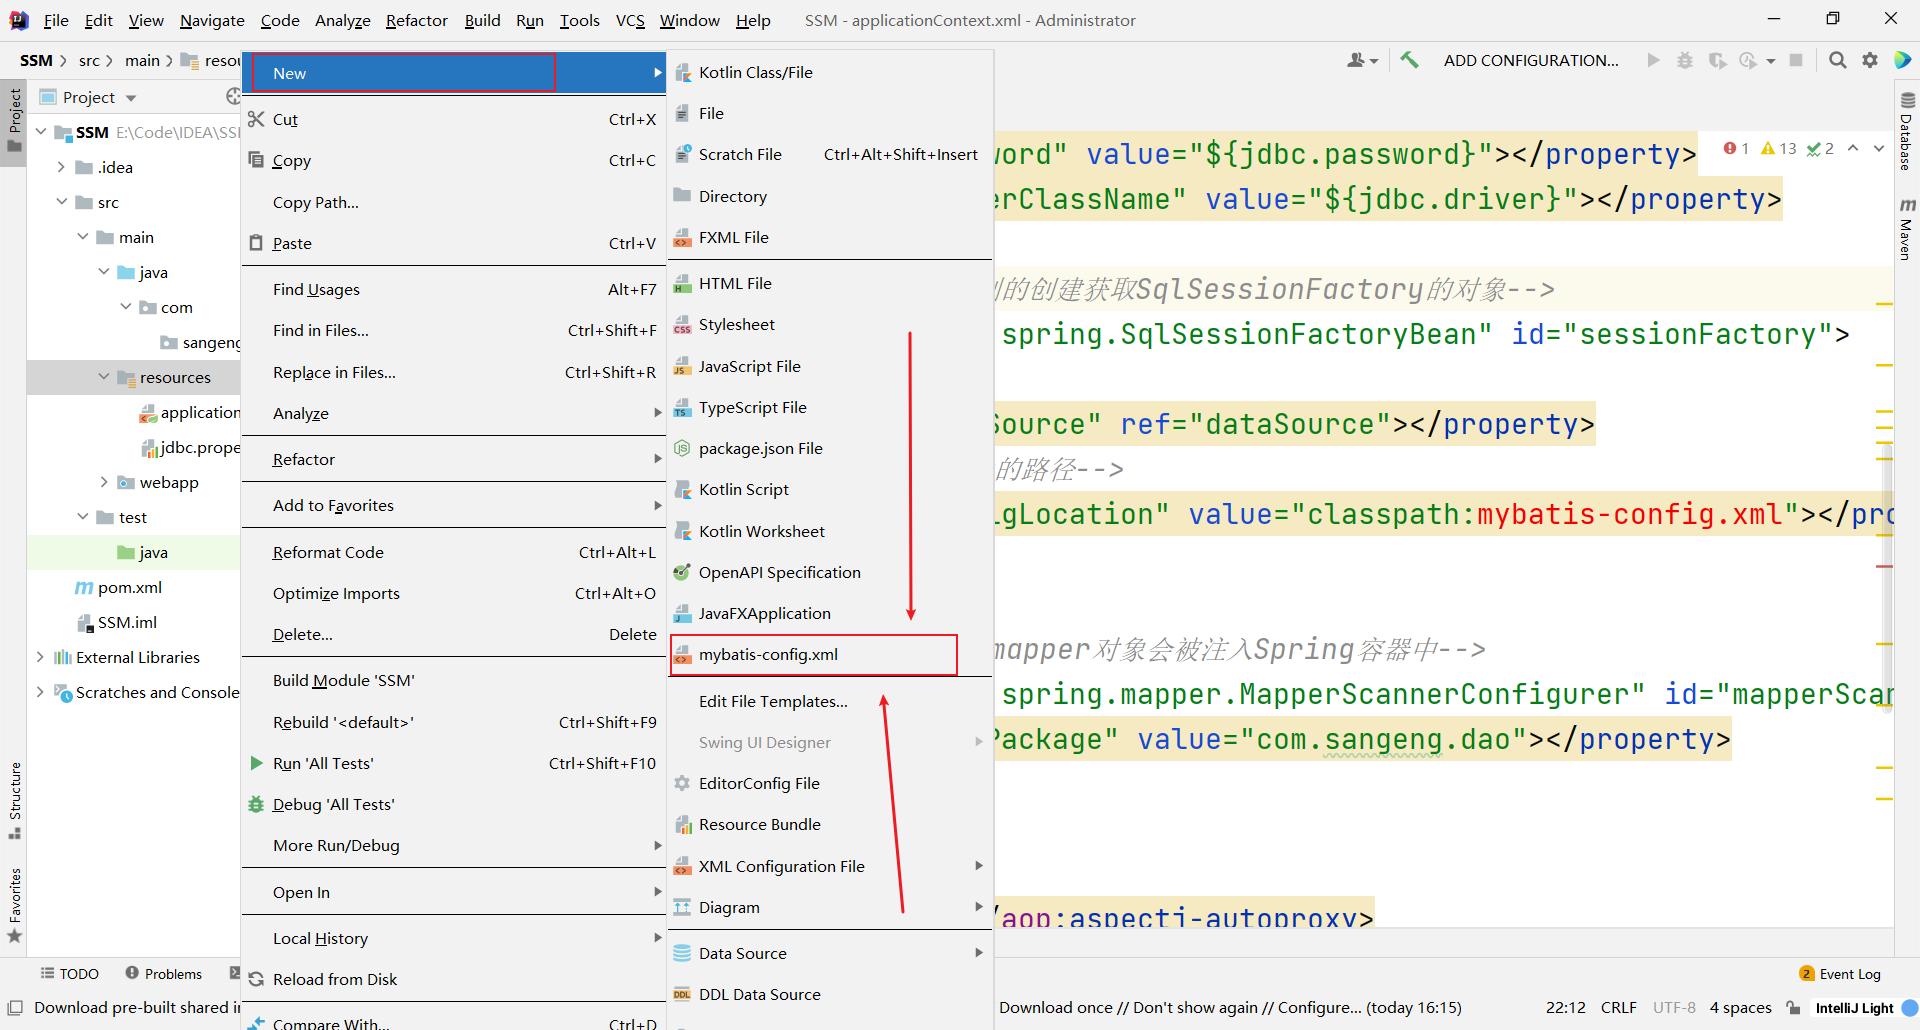 File Edit View Navigate Code Analyze Refactor Build Run Tools VCS Window Help SSM - applicationContext.xml - Administrator
SSM src main resou
ADD CONFIGURATION...
Project
Project
SSM E:\Code\IDEA\SS
.idea
src
main
java
com
sangeng
resources
application
jdbc.prope
webapp
test
java
pom.xml
SSM.iml
External Libraries
Scratches and Console
Structure
Favorites
New
Cut Ctrl+X
Copy Ctrl+C
Copy Path...
Paste Ctrl+V
Find Usages Alt+F7
Find in Files... Ctrl+Shift+F
Replace in Files... Ctrl+Shift+R
Analyze
Refactor
Add to Favorites
Reformat Code Ctrl+Alt+L
Optimize Imports Ctrl+Alt+O
Delete... Delete
Build Module 'SSM'
Rebuild '<default>' Ctrl+Shift+F9
Run 'All Tests' Ctrl+Shift+F10
Debug 'All Tests'
More Run/Debug
Open In
Local History
Reload from Disk
Compare With... Ctrl+D
Kotlin Class/File
File
Scratch File Ctrl+Alt+Shift+Insert
Directory
FXML File
HTML File
Stylesheet
JavaScript File
TypeScript File
package.json File
Kotlin Script
Kotlin Worksheet
OpenAPI Specification
JavaFXApplication
mybatis-config.xml
Edit File Templates...
Swing UI Designer
EditorConfig File
Resource Bundle
XML Configuration File
Diagram
Data Source
DDL Data Source
word" value="${jdbc.password}"></property>
1 13 2
erClassName" value="${jdbc.driver}"></property>
的创建获取SqlSessionFactory的对象-->
spring.SqlSessionFactoryBean" id="sessionFactory">
Source" ref="dataSource"></property>
的路径-->
igLocation" value="classpath:mybatis-config.xml"></pro
mapper对象会被注入Spring容器中-->
spring.mapper.MapperScannerConfigurer" id="mapperScan
Package" value="com.sangeng.dao"></property>
/aop:aspectj-autoproxy>
Database
Maven
TODO Problems
2 Event Log
Download pre-built shared i
Download once // Don't show again // Configure... (today 16:15) 22:12 CRLF UTF-8 4 spaces IntelliJ Light